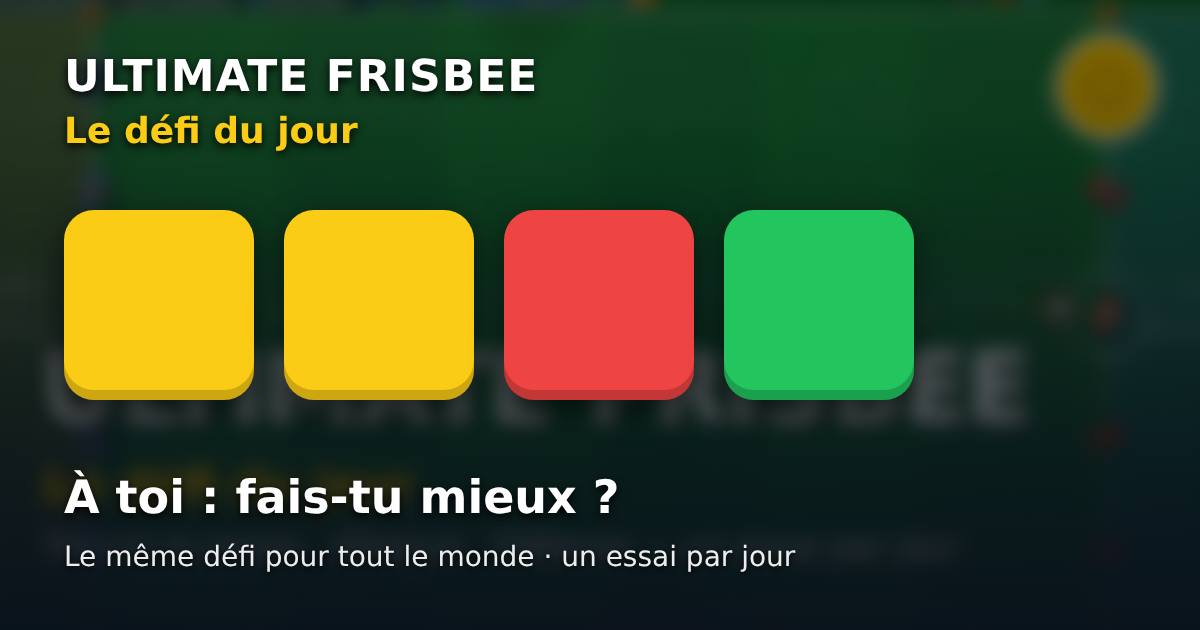 ULTIMATE FRISBEE
Le défi du jour
À toi : fais-tu mieux ?
Le même défi pour tout le monde · un essai par jour